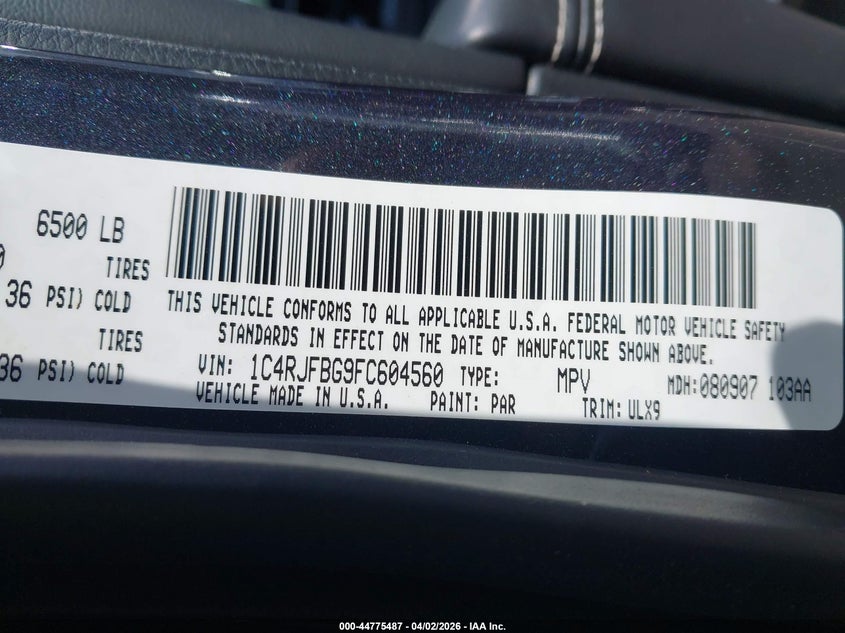 6500 LB
0 TIRES
36 PSI) COLD
TIRES
36 PSI) COLD
THIS VEHICLE CONFORMS TO ALL APPLICABLE U.S.A. FEDERAL MOTOR VEHICLE SAFETY
STANDARDS IN EFFECT ON THE DATE OF MANUFACTURE SHOWN ABOVE.
VIN: 1C4RJFBG9FC604560 TYPE: MPV MDH:080907 103AA
VEHICLE MADE IN U.S.A. PAINT: PAR TRIM: ULX9
000-44775487 - 04/02/2026 - IAA Inc.